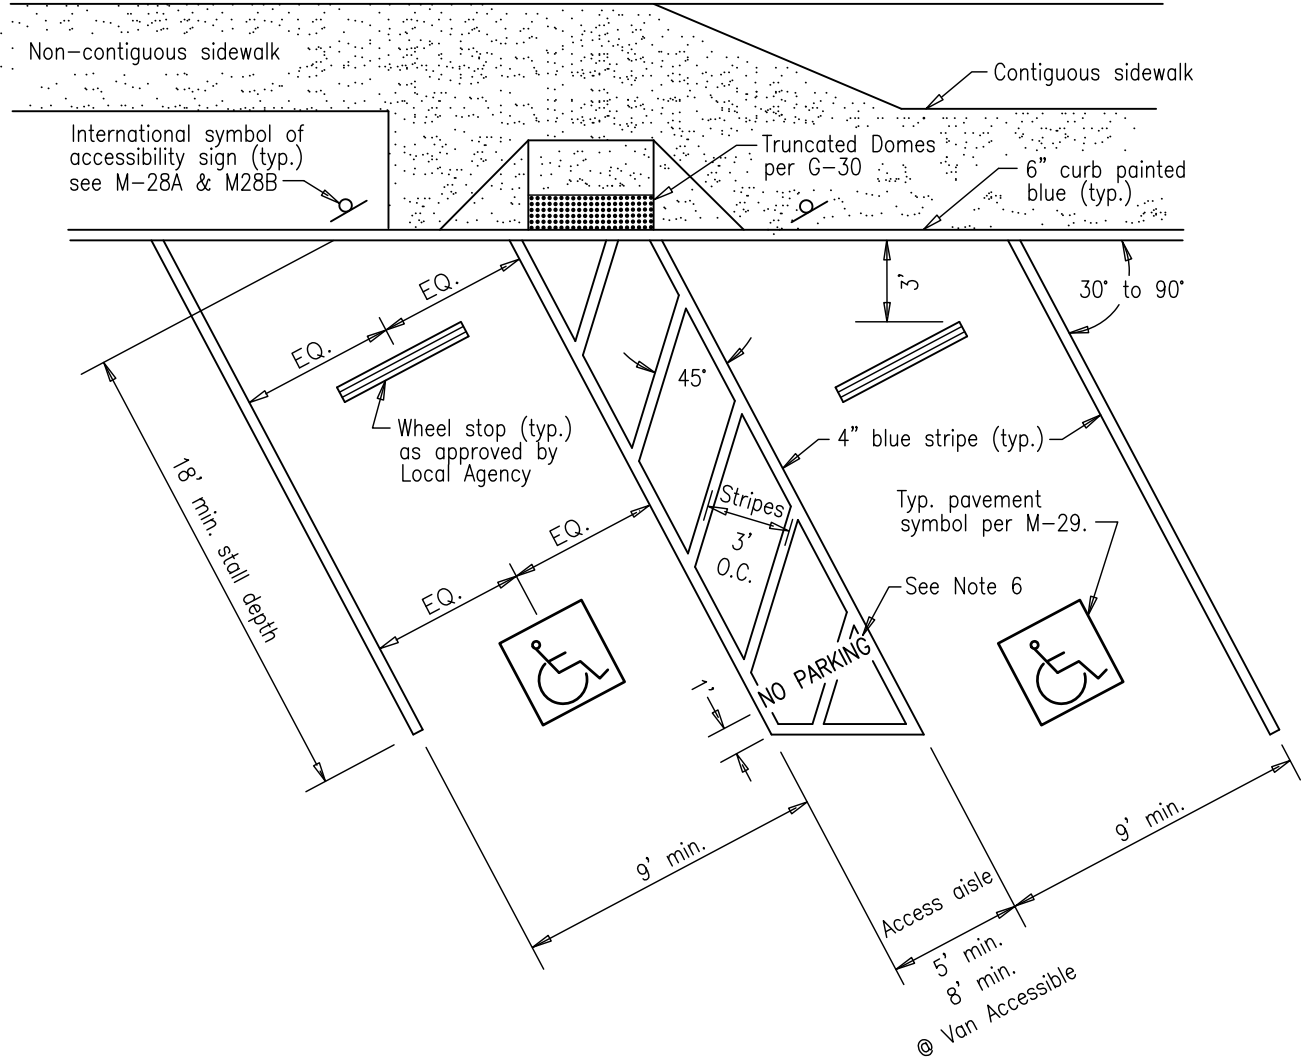 Non-contiguous sidewalk
Contiguous sidewalk
International symbol of
accessibility sign (typ.)
see M-28A & M28B
Truncated Domes
per G-30
6" curb painted
blue (typ.)
EQ.
EQ.
3'
30° to 90°
45°
Wheel stop (typ.)
as approved by
Local Agency
4" blue stripe (typ.)
18' min. stall depth
Stripes
3'
O.C.
Typ. pavement
symbol per M-29.
EQ.
EQ.
See Note 6
NO PARKING
1'
9' min.
9' min.
Access aisle
5' min.
8' min.
@ Van Accessible